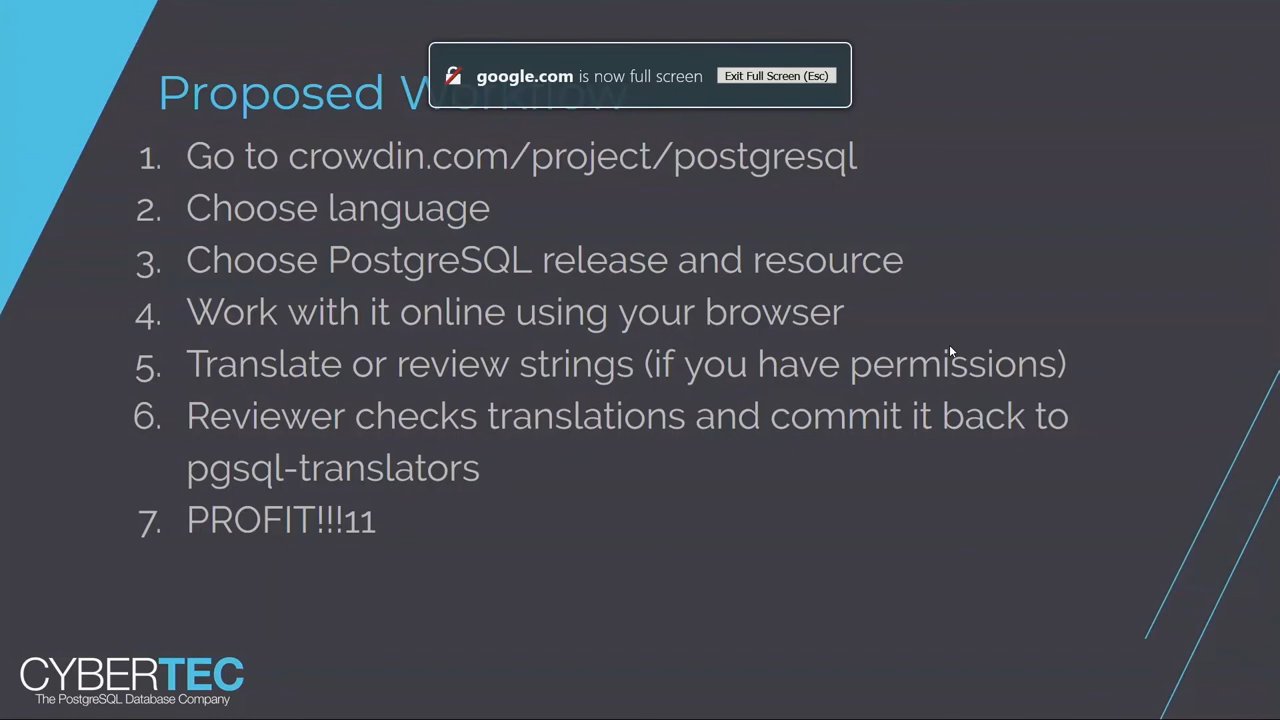 google.com is now full screen Exit Full Screen (Esc)
Proposed Workflow
1. Go to crowdin.com/project/postgresql
2. Choose language
3. Choose PostgreSQL release and resource
4. Work with it online using your browser
5. Translate or review strings (if you have permissions)
6. Reviewer checks translations and commit it back to
pgsql-translators
7. PROFIT!!!11
CYBERTEC
The PostgreSQL Database Company